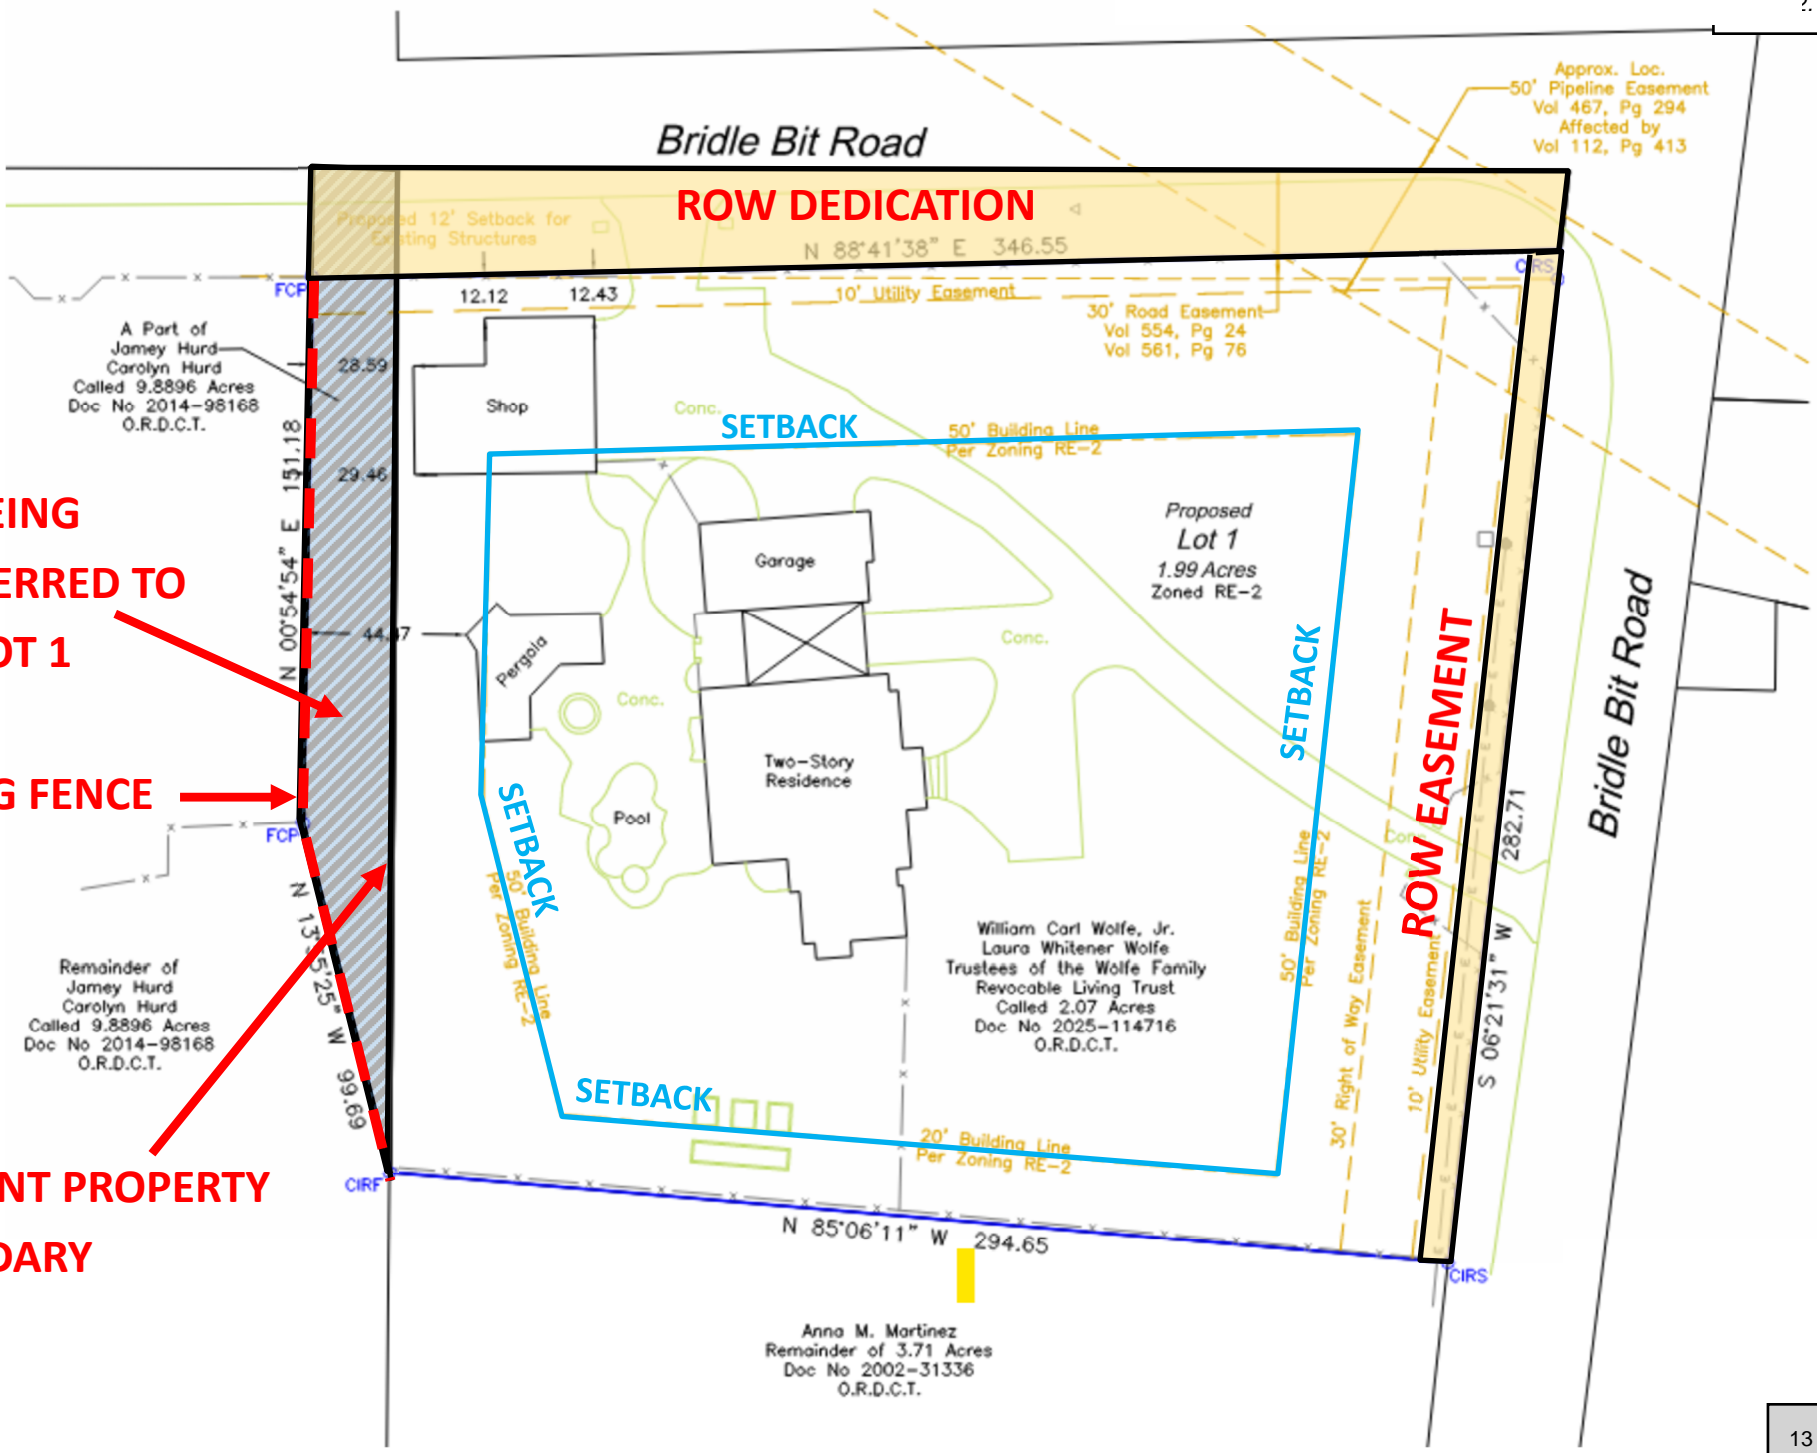 Approx. Loc.
50' Pipeline Easement
Vol 467, Pg 294
Affected by
Vol 112, Pg 413
Bridle Bit Road
ROW DEDICATION
Proposed 12' Setback for
Existing Structures
N 88°41'38" E 346.55
CIRS
FCP
12.12
12.43
10' Utility Easement
30' Road Easement
Vol 554, Pg 24
Vol 561, Pg 76
A Part of
Jamey Hurd
Carolyn Hurd
Called 9.8896 Acres
Doc No 2014-98168
O.R.D.C.T.
28.59
Shop
Conc.
SETBACK
50' Building Line
Per Zoning RE-2
29.46
N 00°54'54" E 151.18
EING
ERRED TO
OT 1
Proposed
Lot 1
1.99 Acres
Zoned RE-2
Garage
44.47
Pergola
Conc.
Conc.
SETBACK
ROW EASEMENT
Bridle Bit Road
Two-Story
Residence
G FENCE
Pool
FCP
SETBACK
50' Building Line
Per Zoning RE-2
Conc.
282.71
S 06°21'31" W
50' Building Line
Per Zoning RE-2
30' Right of Way Easement
10' Utility Easement
N 13° 5'25" W 99.69
William Carl Wolfe, Jr.
Laura Whitener Wolfe
Trustees of the Wolfe Family
Revocable Living Trust
Called 2.07 Acres
Doc No 2025-114716
O.R.D.C.T.
Remainder of
Jamey Hurd
Carolyn Hurd
Called 9.8896 Acres
Doc No 2014-98168
O.R.D.C.T.
SETBACK
20' Building Line
Per Zoning RE-2
NT PROPERTY
DARY
CIRF
N 85°06'11" W 294.65
CIRS
Anna M. Martinez
Remainder of 3.71 Acres
Doc No 2002-31336
O.R.D.C.T.
13